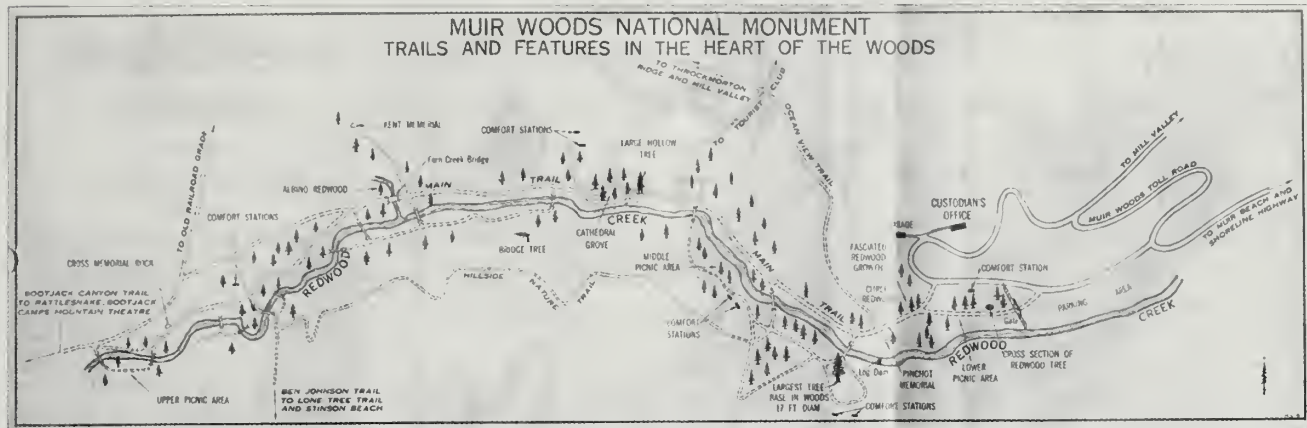 MUIR WOODS NATIONAL MONUMENT
TRAILS AND FEATURES IN THE HEART OF THE WOODS
TO THROCKMORTON
RIDGE AND MILL VALLEY
TO TOURIST CLUB
OCEAN VIEW TRAIL
KENT MEMORIAL
Fern Creek Bridge
ALBINO REDWOOD
COMFORT STATIONS
LARGE HOLLOW
TREE
MAIN TRAIL
TO OLD RAILROAD GRADE
COMFORT STATIONS
CATHEDRAL
GROVE
REDWOOD CREEK
BRIDGE TREE
MIDDLE
PICNIC AREA
HILLSIDE NATURE TRAIL
BOOTJACK CANYON TRAIL
TO RATTLESNAKE, BOOTJACK
CAMPS MOUNTAIN THEATRE
UPPER PICNIC AREA
BEN JOHNSON TRAIL
TO LONE TREE TRAIL
AND STINSON BEACH
COMFORT
STATIONS
MAIN TRAIL
CUSTODIAN'S
OFFICE
TO MILL VALLEY
MUIR WOODS TOLL ROAD
TO MUIR BEACH AND
SHORELINE HIGHWAY
FASCIATED
REDWOOD
GROWTH
COMFORT STATION
PARKING AREA
REDWOOD CREEK
CROSS SECTION OF
REDWOOD TREE
LOWER
PICNIC AREA
PINCHOT
MEMORIAL
Log Dam
LARGEST TREE
BASE IN WOODS
17 FT DIAM
COMFORT STATIONS